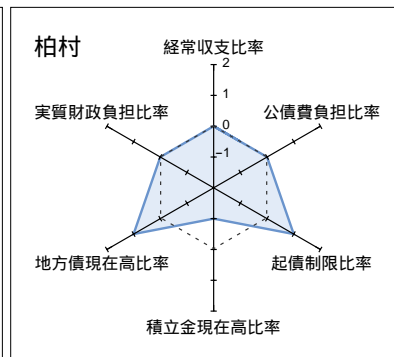 柏村
経常収支比率
2
1
0
-1
実質財政負担比率
公債費負担比率
地方債現在高比率
起債制限比率
積立金現在高比率